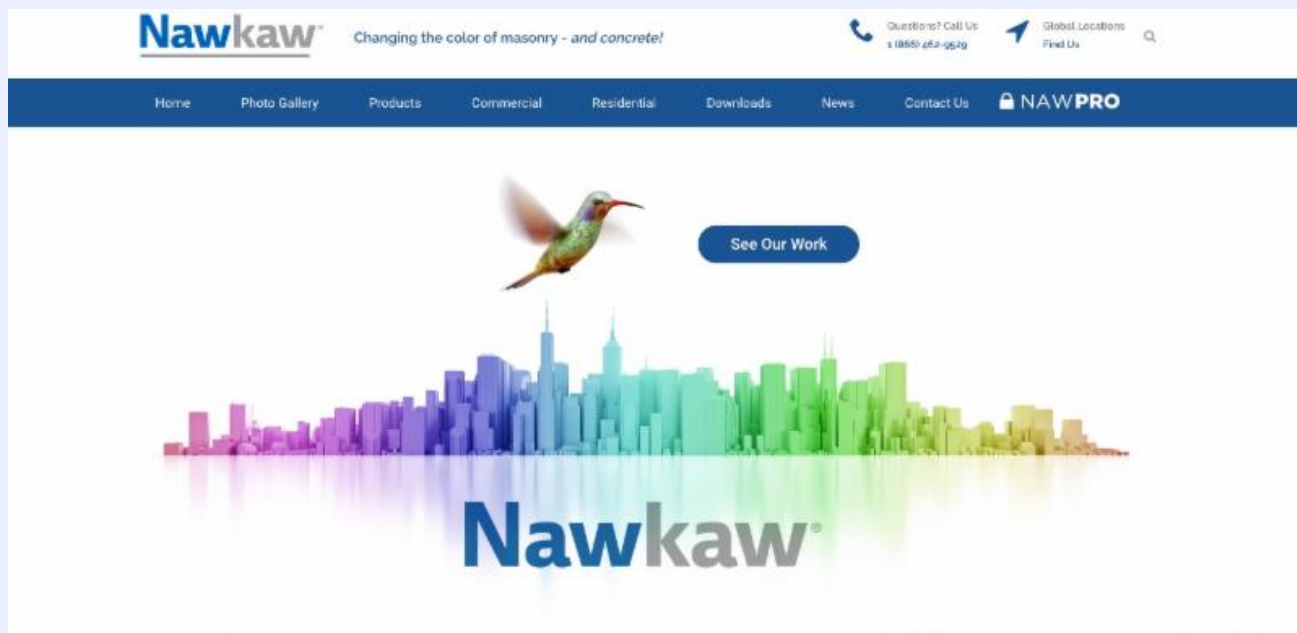 Nawkaw™
Changing the color of masonry - and concrete!
Questions? Call Us
1 (866) 462-9529
Global Locations
Find Us
Home
Photo Gallery
Products
Commercial
Residential
Downloads
News
Contact Us
NAWPRO
See Our Work
Nawkaw®